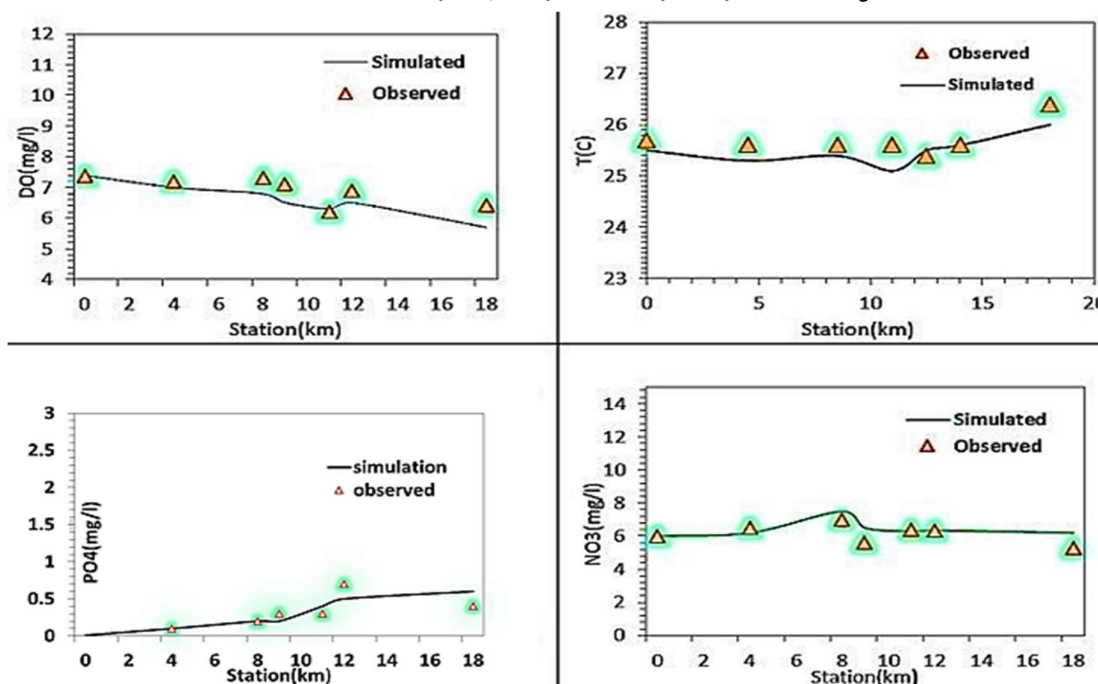 12
11
10
9
8
7
6
5
4
DO(mg/l)
Simulated
Observed
0 2 4 6 8 10 12 14 16 18
Station(km)
28
27
26
25
24
23
T(C)
Observed
Simulated
0 5 10 15 20
Station(km)
3
2.5
2
1.5
1
0.5
0
PO4(mg/l)
simulation
observed
0 2 4 6 8 10 12 14 16 18
Station(km)
14
12
10
8
6
4
2
0
NO3(mg/l)
Simulated
Observed
0 2 4 6 8 10 12 14 16 18
Station(km)